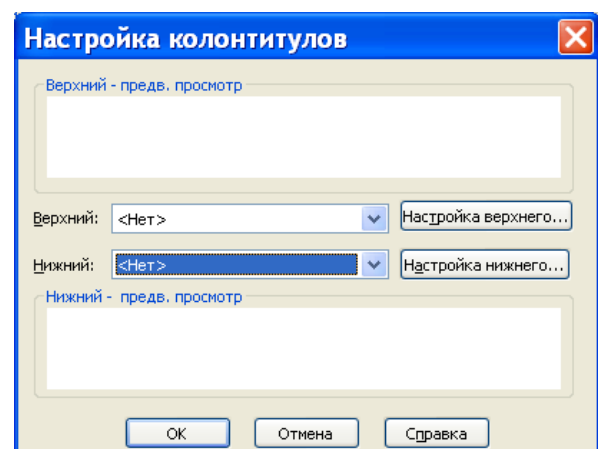 Настройка колонтитулов
Верхний - предв. просмотр
Верхний: <Нет> Настройка верхнего...
Нижний: <Нет> Настройка нижнего...
Нижний - предв. просмотр
ОК Отмена Справка